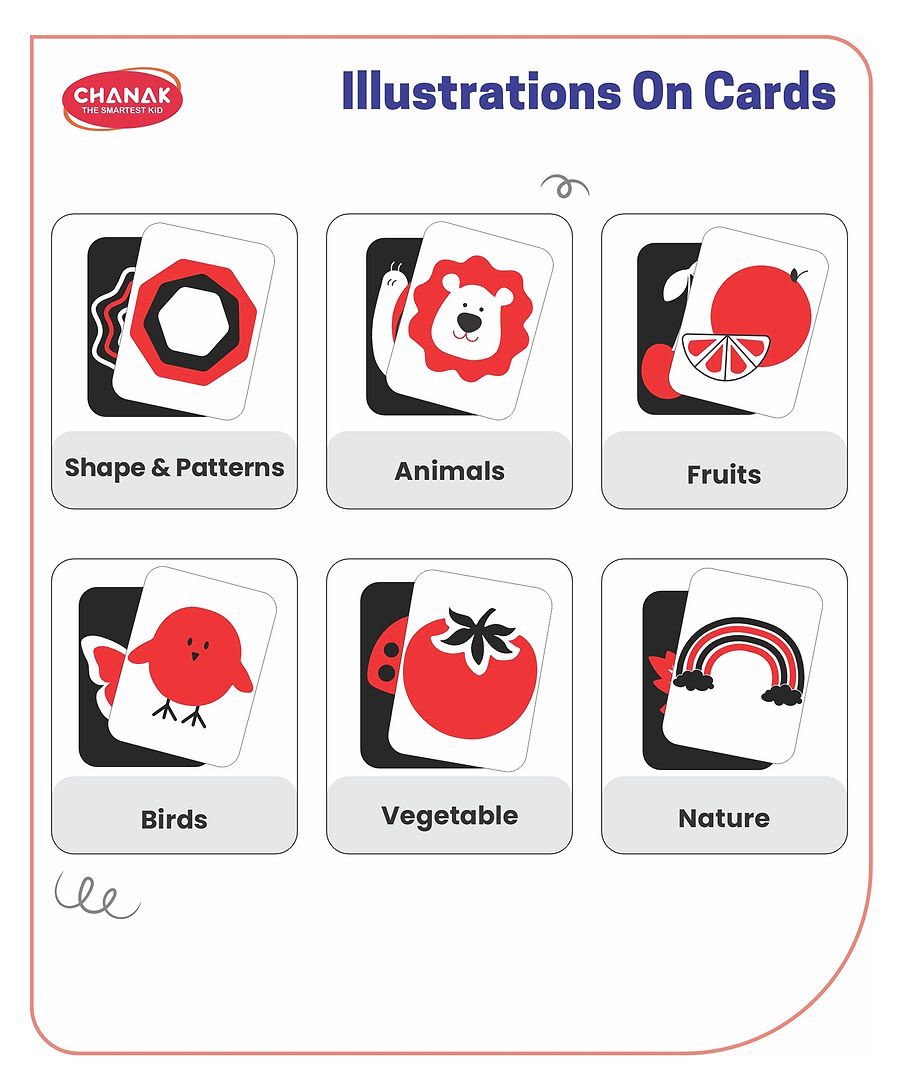 CHANAK
THE SMARTEST KID
Illustrations On Cards
Shape & Patterns
Animals
Fruits
Birds
Vegetable
Nature